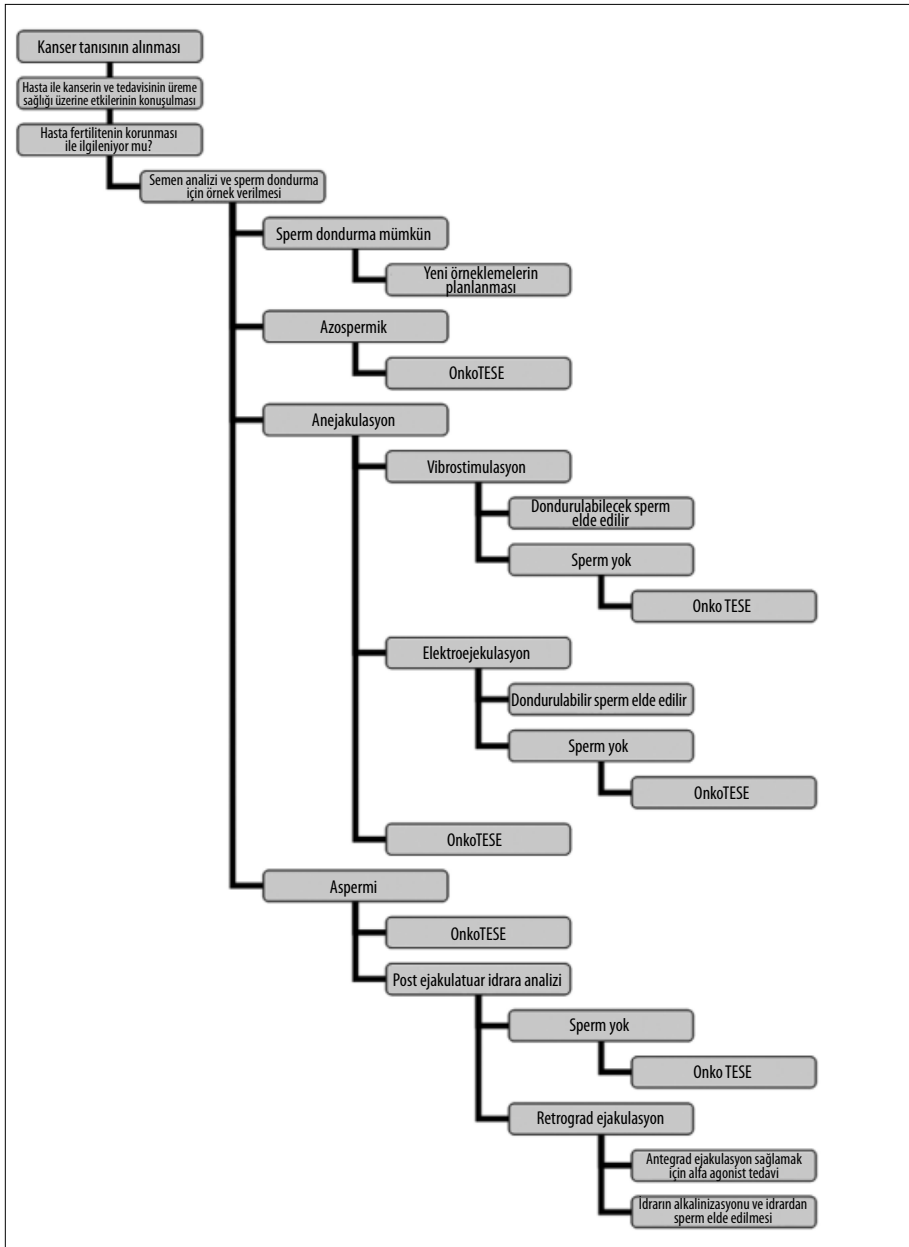 Kanser tanısının alınması
Hasta ile kanserin ve tedavisinin üreme
sağlığı üzerine etkilerinin konuşulması
Hasta fertilitenin korunması
ile ilgileniyor mu?
Semen analizi ve sperm dondurma
için örnek verilmesi
Sperm dondurma mümkün
Yeni örneklemelerin
planlanması
Azospermik
OnkoTESE
Anejakulasyon
Vibrostimulasyon
Dondurulabilecek sperm
elde edilir
Sperm yok
Onko TESE
Elektroejekulasyon
Dondurulabilir sperm elde edilir
Sperm yok
OnkoTESE
OnkoTESE
Aspermi
OnkoTESE
Post ejakulatuar idrara analizi
Sperm yok
Onko TESE
Retrograd ejakulasyon
Antegrad ejakulasyon sağlamak
için alfa agonist tedavi
Idrarın alkalinizasyonu ve idrardan
sperm elde edilmesi